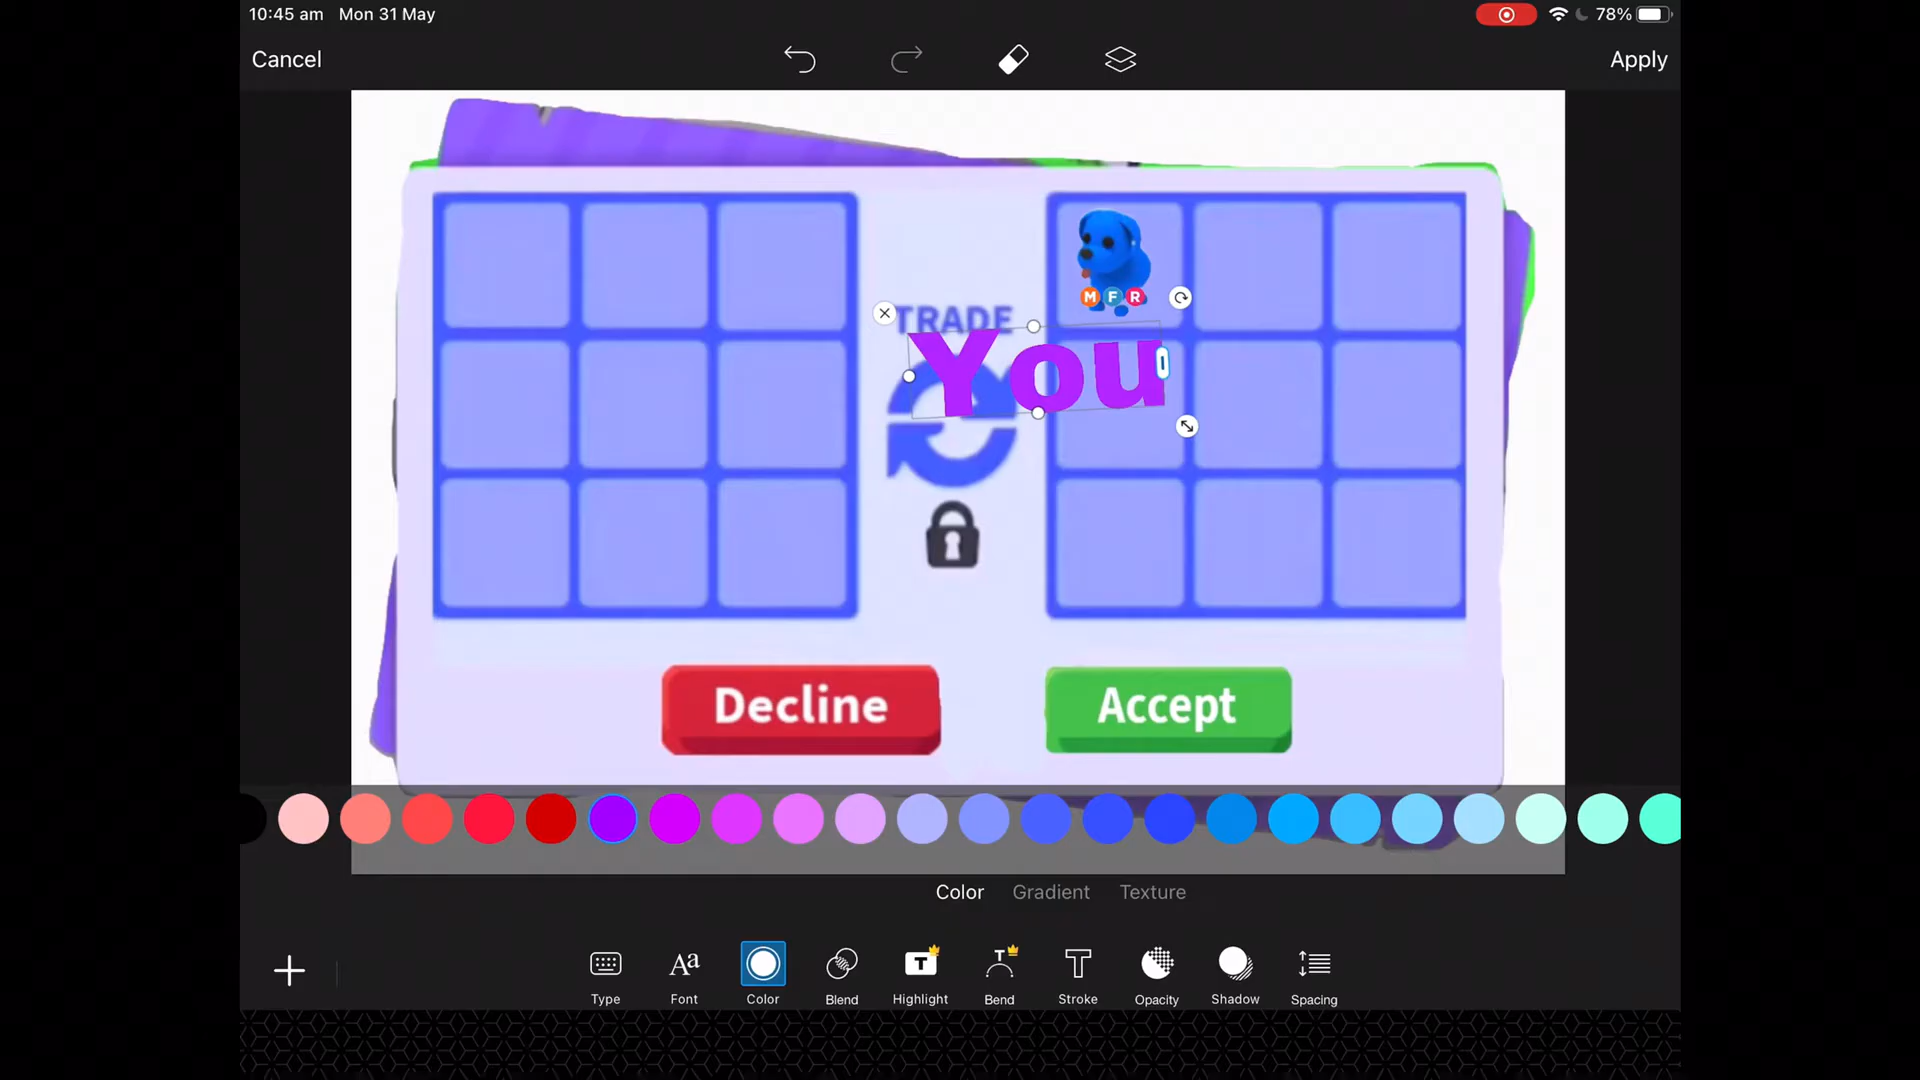 10:45 am Mon 31 May
78%
Cancel
Apply
M F R
TRADE
You
Decline
Accept
Color Gradient Texture
Aa T T T
Type Font Color Blend Highlight Bend Stroke Opacity Shadow Spacing